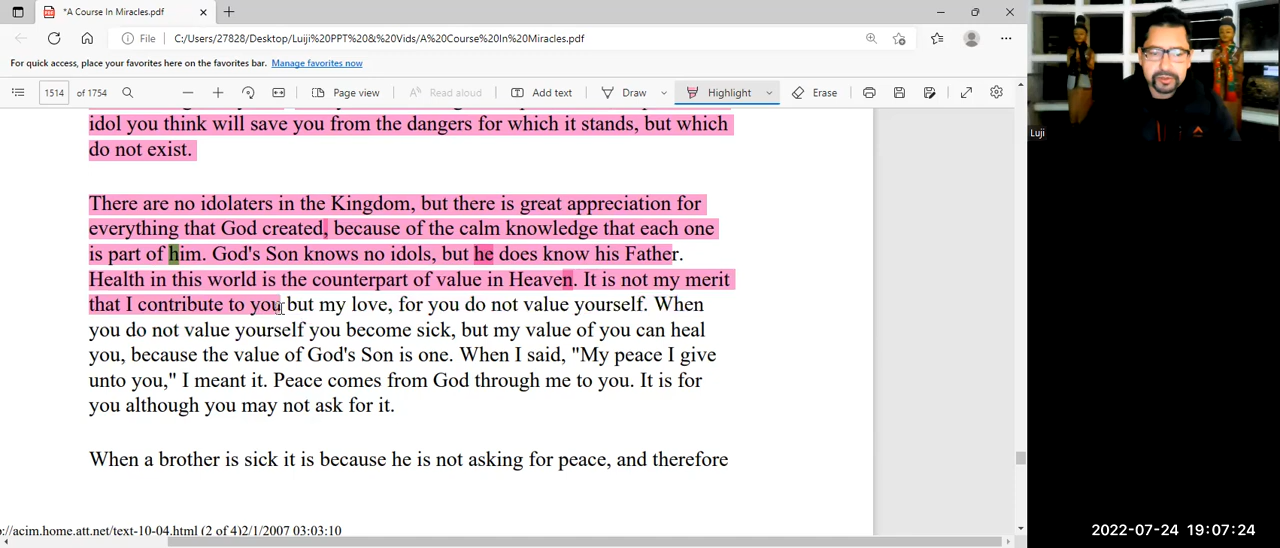 *A Course In Miracles.pdf
File
C:/Users/27828/Desktop/Luiji%20PPT%20&%20Vids/A%20Course%20In%20Miracles.pdf
For quick access, place your favorites here on the favorites bar. Manage favorites now
1514 of 1754
Page view
Read aloud
Add text
Draw
Highlight
Erase
idol you think will save you from the dangers for which it stands, but which
do not exist.
There are no idolaters in the Kingdom, but there is great appreciation for
everything that God created, because of the calm knowledge that each one
is part of him. God's Son knows no idols, but he does know his Father.
Health in this world is the counterpart of value in Heaven. It is not my merit
that I contribute to you but my love, for you do not value yourself. When
you do not value yourself you become sick, but my value of you can heal
you, because the value of God's Son is one. When I said, "My peace I give
unto you," I meant it. Peace comes from God through me to you. It is for
you although you may not ask for it.
When a brother is sick it is because he is not asking for peace, and therefore
://acim.home.att.net/text-10-04.html (2 of 4)2/1/2007 03:03:10
Luji
2022-07-24 19:07:24